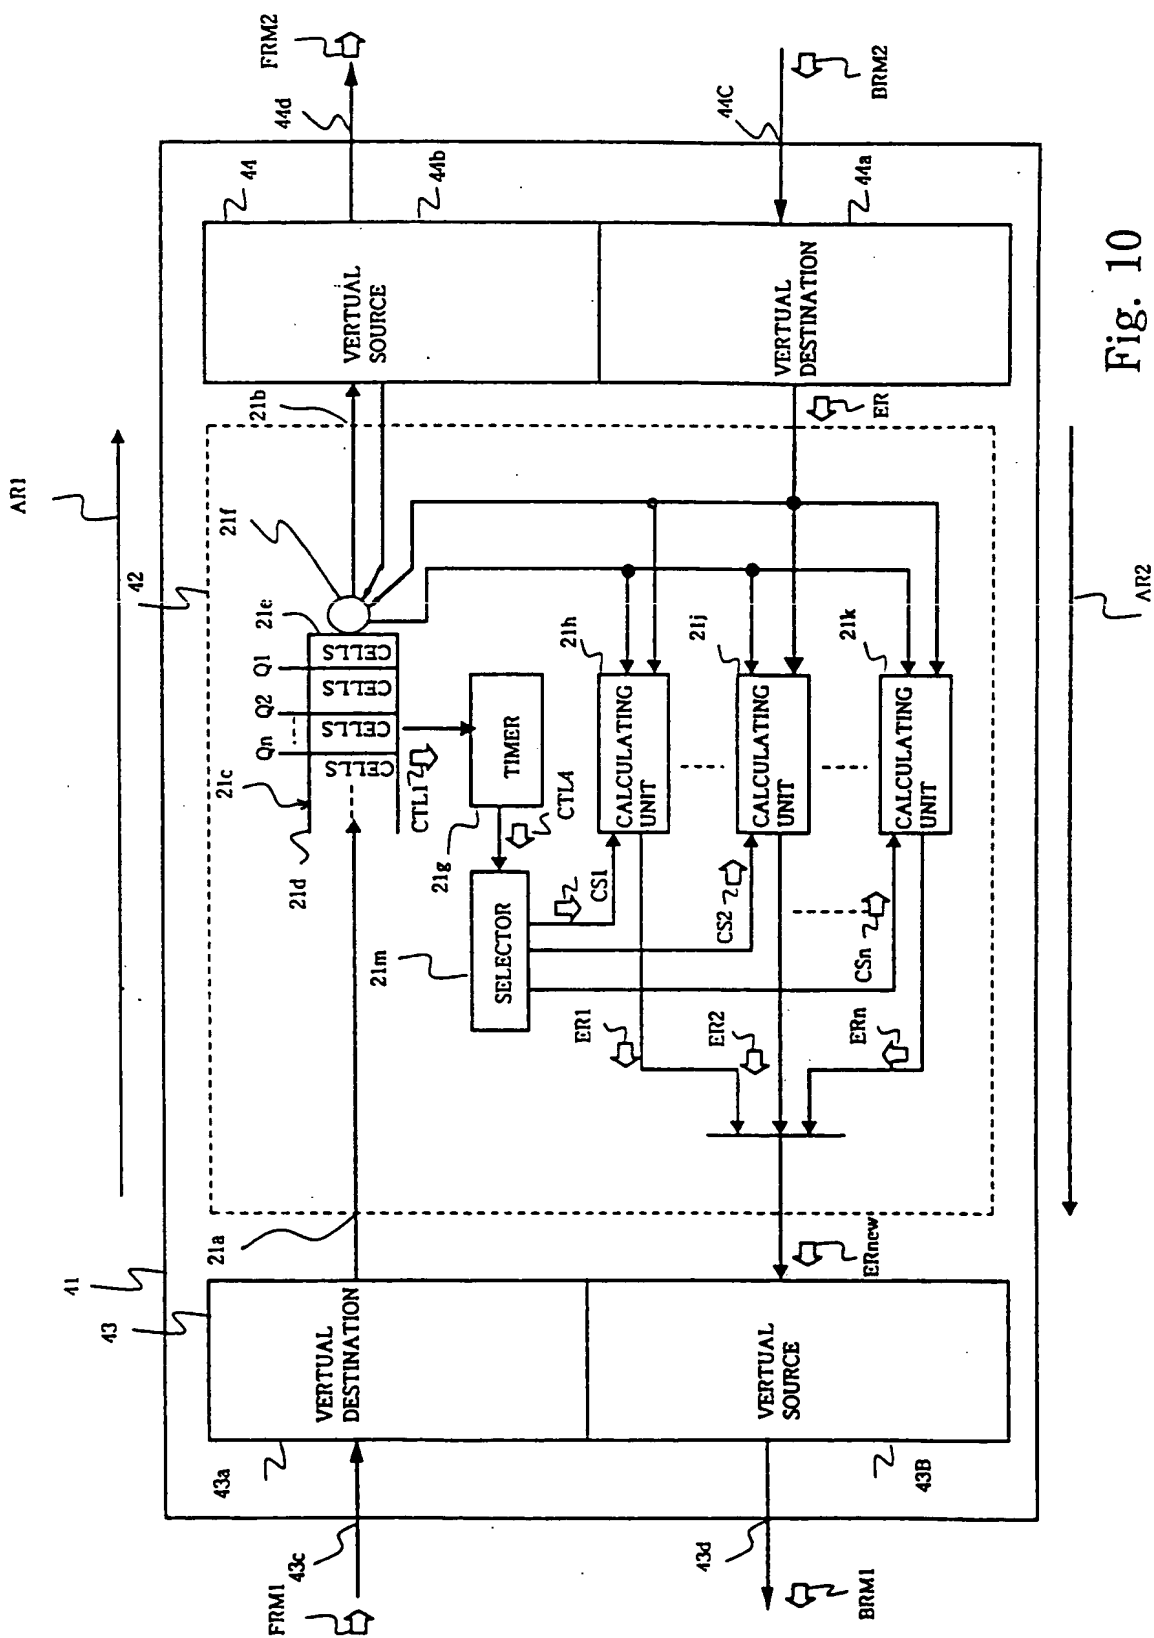 AR1
41
42
43
43a
VERTUAL
DESTINATION
FRM1
43c
21a
21d
21c
Qn
Q2
Q1
CELLS
CELLS
CELLS
CELLS
21e
21f
21b
VERTUAL
SOURCE
44
44b
44d
FRM2
CTL1
TIMER
21g
CTL4
SELECTOR
21m
CS1
CS2
CSn
21h
CALCULATING
UNIT
21j
CALCULATING
UNIT
21k
CALCULATING
UNIT
ER1
ER2
ERn
ERnew
ER
VERTUAL
SOURCE
43B
43d
BRM1
VERTUAL
DESTINATION
44a
44C
BRM2
AR2
Fig. 10